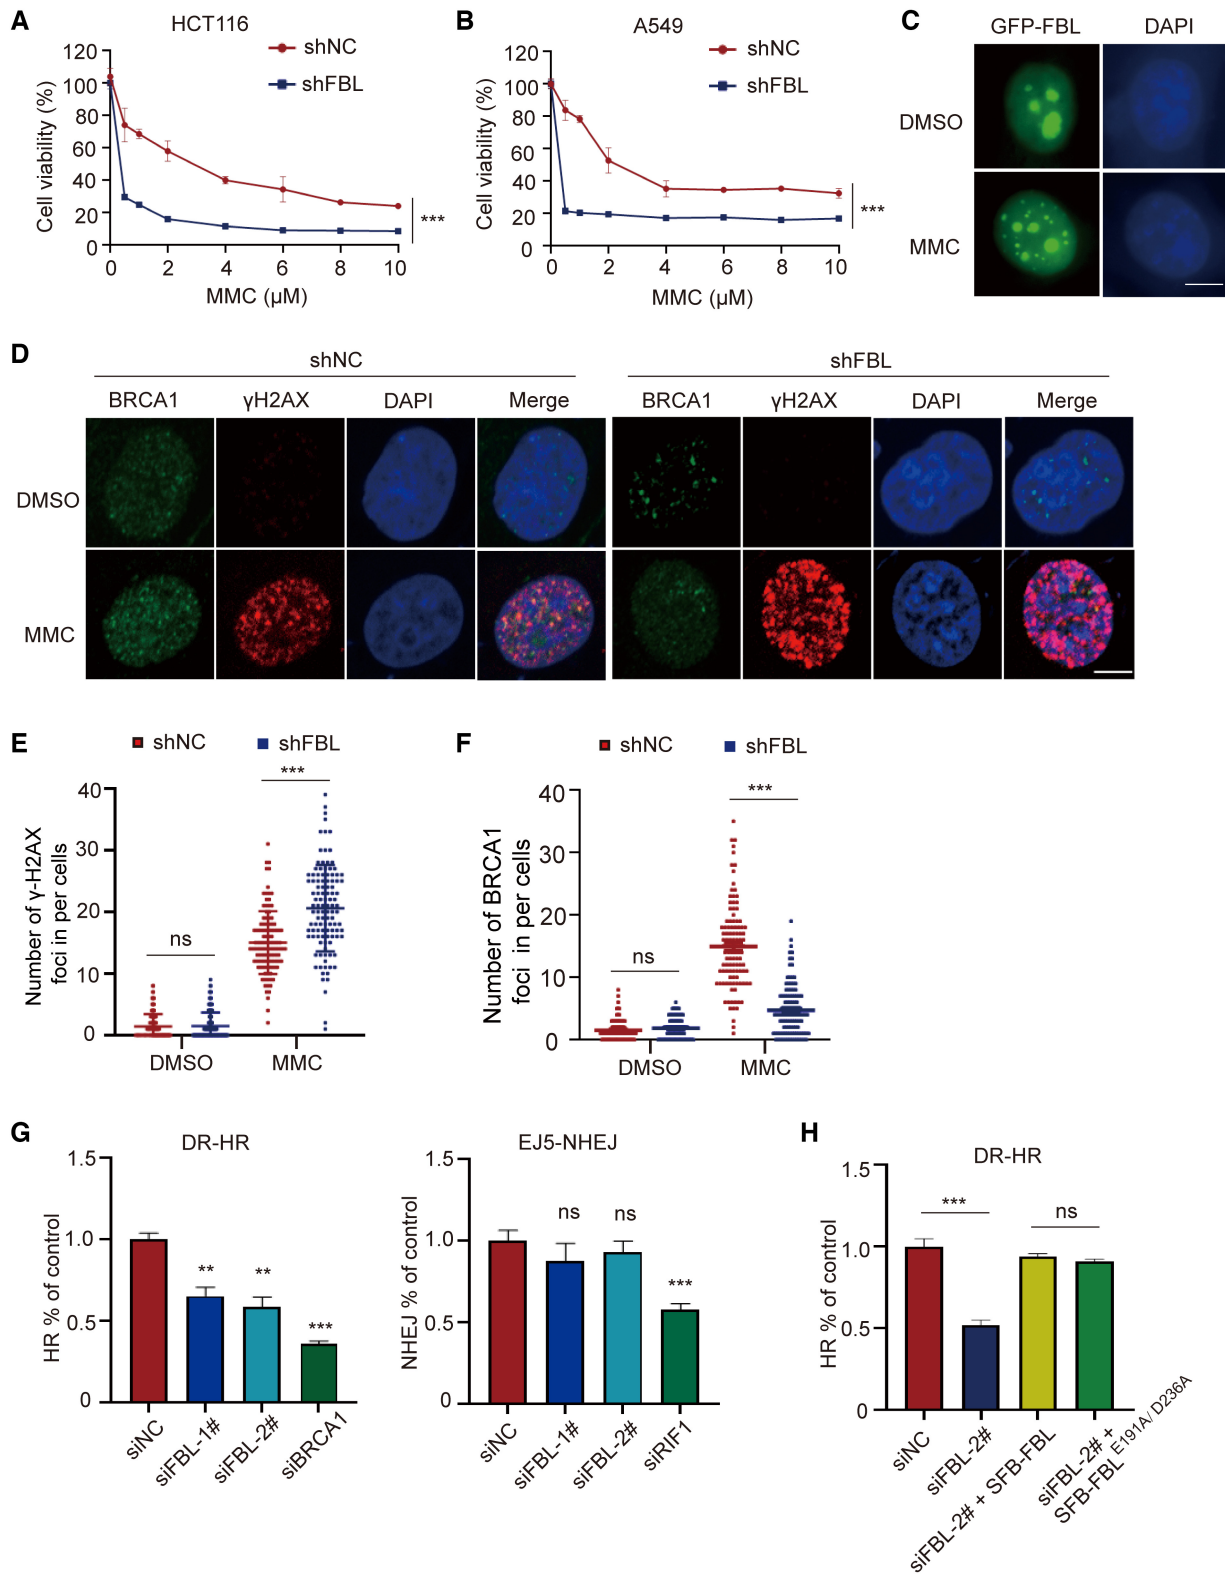 A
HCT116
shNC
shFBL
Cell viability (%)
120
100
80
60
40
20
0
0 2 4 6 8 10
MMC (μM)
***
B
A549
shNC
shFBL
Cell viability (%)
120
100
80
60
40
20
0
0 2 4 6 8 10
MMC (μM)
***
C
GFP-FBL DAPI
DMSO
MMC
D
shNC shFBL
BRCA1 γH2AX DAPI Merge BRCA1 γH2AX DAPI Merge
DMSO
MMC
E
shNC shFBL
Number of γ-H2AX
foci in per cells
40
30
20
10
0
ns
***
DMSO MMC
F
shNC shFBL
Number of BRCA1
foci in per cells
40
30
20
10
0
ns
***
DMSO MMC
G
DR-HR
HR % of control
1.5
1.0
0.5
0
**
**
***
siNC
siFBL-1#
siFBL-2#
siBRCA1
EJ5-NHEJ
NHEJ % of control
1.5
1.0
0.5
0
ns
ns
***
siNC
siFBL-1#
siFBL-2#
siRIF1
H
DR-HR
HR % of control
1.5
1.0
0.5
0
***
ns
siNC
siFBL-2#
siFBL-2# + SFB-FBL
siFBL-2# +
SFB-FBL E191A/ D236A